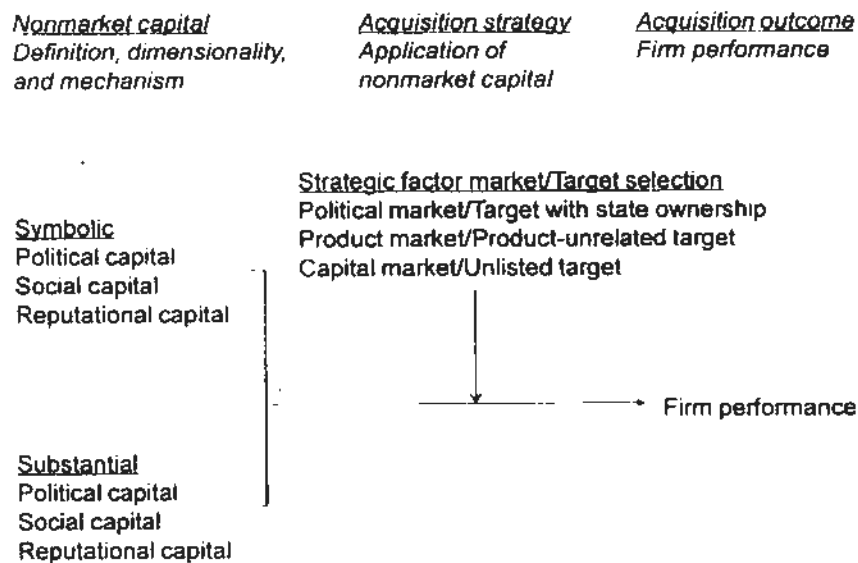 Nonmarket capital
Definition, dimensionality,
and mechanism
Acquisition strategy
Application of
nonmarket capital
Acquisition outcome
Firm performance
Strategic factor market/Target selection
Political market/Target with state ownership
Product market/Product-unrelated target
Capital market/Unlisted target
Symbolic
Political capital
Social capital
Reputational capital
Firm performance
Substantial
Political capital
Social capital
Reputational capital